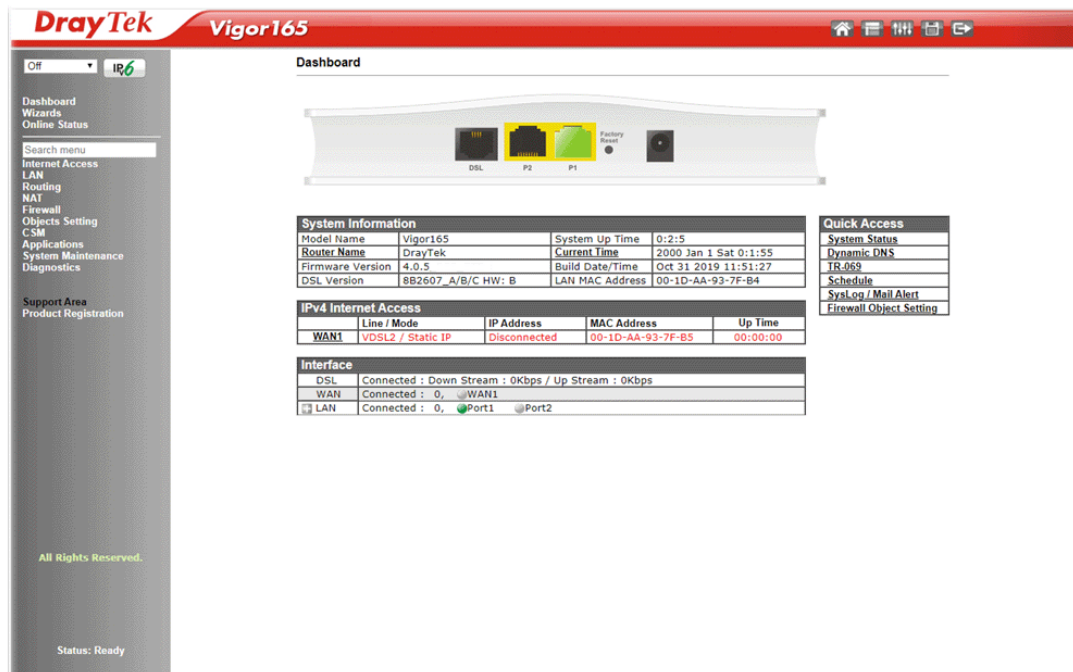 DrayTek Vigor165
Off IPv6
Dashboard
Wizards
Online Status
Search menu
Internet Access
LAN
Routing
NAT
Firewall
Objects Setting
CSM
Applications
System Maintenance
Diagnostics
Support Area
Product Registration
All Rights Reserved.
Status: Ready
Dashboard
Factory
Reset
DSL P2 P1
System Information
Model Name Vigor165 System Up Time 0:2:5
Router Name DrayTek Current Time 2000 Jan 1 Sat 0:1:55
Firmware Version 4.0.5 Build Date/Time Oct 31 2019 11:51:27
DSL Version 8B2607_A/B/C HW: B LAN MAC Address 00-1D-AA-93-7F-B4
IPv4 Internet Access
Line / Mode IP Address MAC Address Up Time
WAN1 VDSL2 / Static IP Disconnected 00-1D-AA-93-7F-B5 00:00:00
Interface
DSL Connected : Down Stream : 0Kbps / Up Stream : 0Kbps
WAN Connected : 0, WAN1
LAN Connected : 0, Port1 Port2
Quick Access
System Status
Dynamic DNS
TR-069
Schedule
SysLog / Mail Alert
Firewall Object Setting